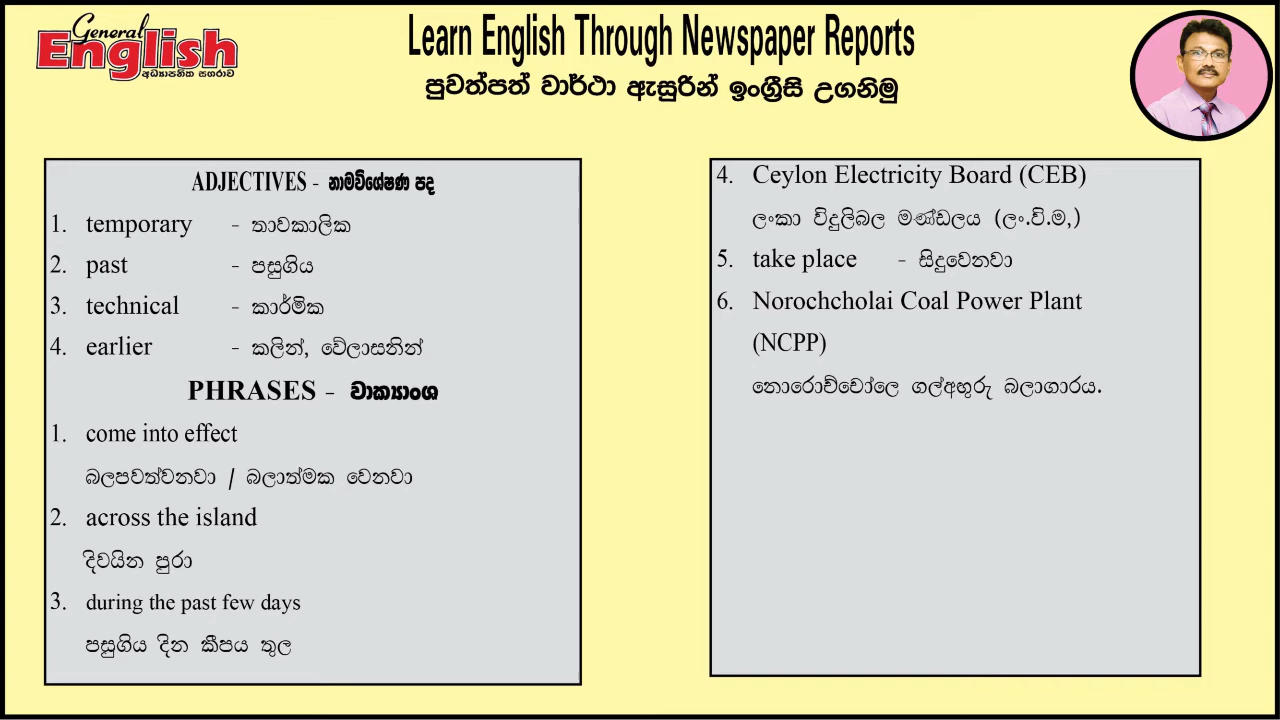 General
English
අධ්‍යාපනික සඟරාව
Learn English Through Newspaper Reports
පුවත්පත් වාර්ථා ඇසුරින් ඉංග්‍රීසි උගනිමු
ADJECTIVES - නාමවිශේෂණ පද
1. temporary - තාවකාලික
2. past - පසුගිය
3. technical - කාර්මික
4. earlier - කලින්, වේලාසනින්
PHRASES - වාක්‍යාංශ
1. come into effect
බලපවත්වනවා / බලාත්මක වෙනවා
2. across the island
දිවයින පුරා
3. during the past few days
පසුගිය දින කීපය තුල
4. Ceylon Electricity Board (CEB)
ලංකා විදුලිබල මණ්ඩලය (ලං.වි.ම,)
5. take place - සිදුවෙනවා
6. Norochcholai Coal Power Plant
(NCPP)
නොරොච්චෝලෙ ගල්අඟුරු බලාගාරය.